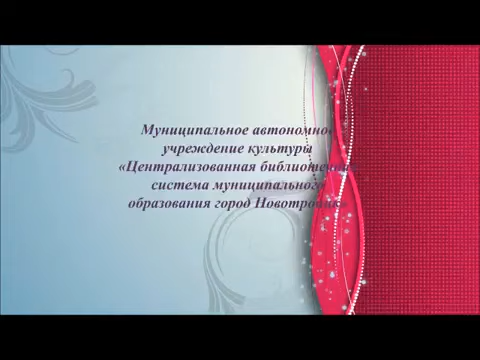 Муниципальное автономное
учреждение культуры
«Централизованная библиотечная
система муниципального
образования город Новотроицк»